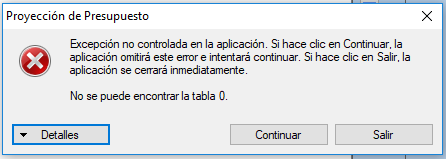 Proyección de Presupuesto
Excepción no controlada en la aplicación. Si hace clic en Continuar, la
aplicación omitirá este error e intentará continuar. Si hace clic en Salir, la
aplicación se cerrará inmediatamente.
No se puede encontrar la tabla 0.
Detalles
Continuar
Salir